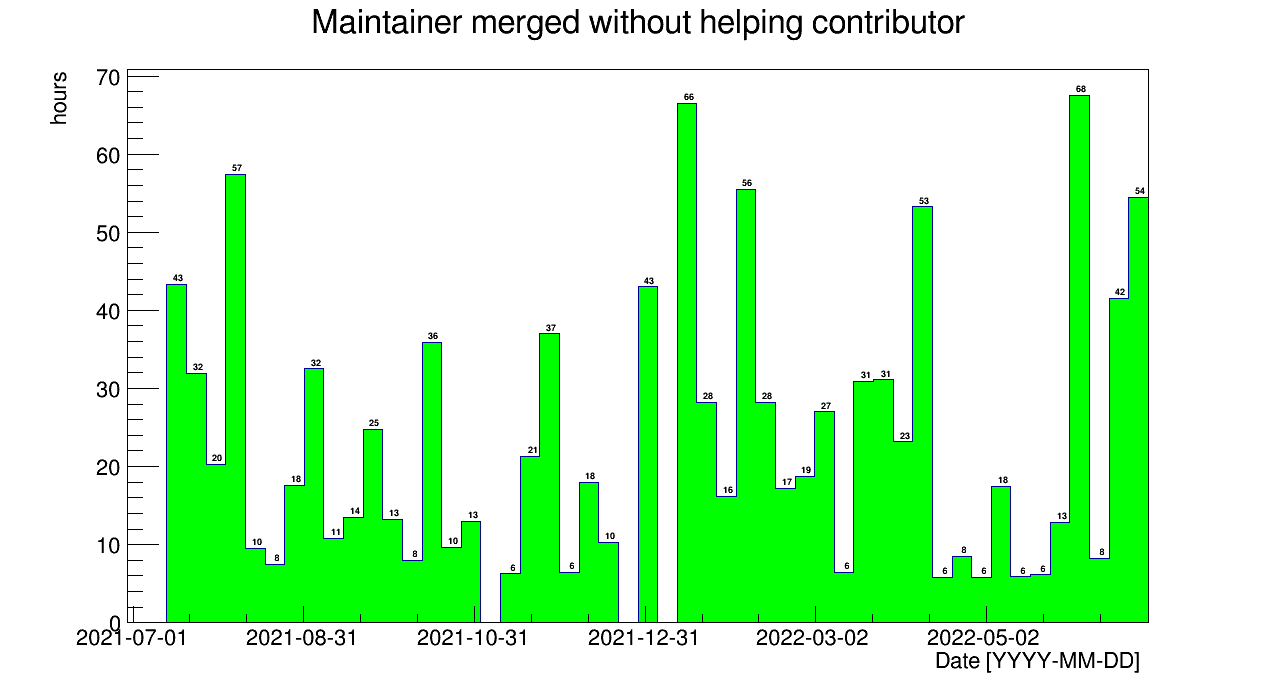 Maintainer merged without helping contributor
hours
70
60
50
40
30
20
10
0
43 32 20 57 10 8 18 32 11 14 25 13 8 36 10 13 6 21 37 6 18 10 43 66 28 16 56 28 17 19 27 6 31 31 23 53 6 8 6 18 6 6 13 68 8 42 54
2021-07-01 2021-08-31 2021-10-31 2021-12-31 2022-03-02 2022-05-02
Date [YYYY-MM-DD]